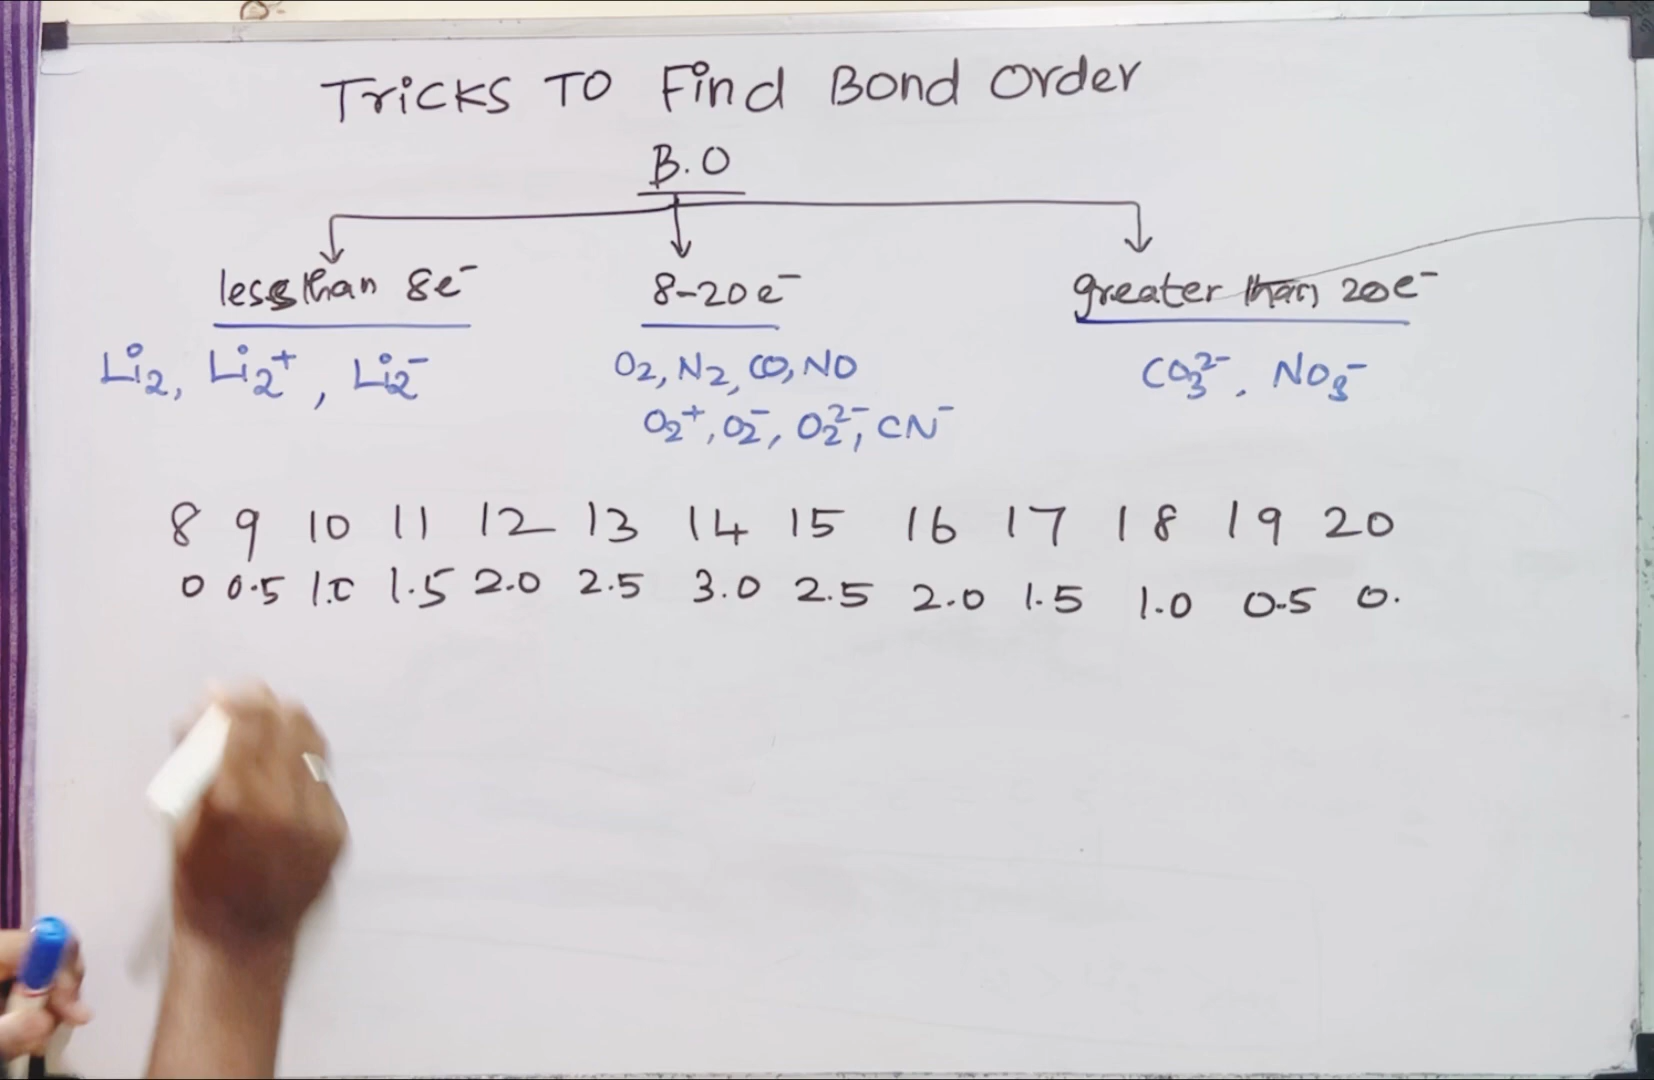 Tricks To Find Bond Order
B.O
less than 8e⁻ 8-20e⁻ greater than 20e⁻
Li₂, Li₂⁺, Li₂⁻ O₂, N₂, CO, NO CO₃²⁻, NO₃⁻
O₂⁺, O₂⁻, O₂²⁻, CN⁻
8 9 10 11 12 13 14 15 16 17 18 19 20
0 0.5 1.0 1.5 2.0 2.5 3.0 2.5 2.0 1.5 1.0 0.5 0.